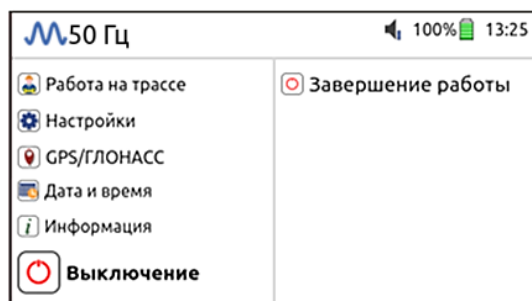 50 Гц 100% 13:25
Работа на трассе
Настройки
GPS/ГЛОНАСС
Дата и время
i Информация
Выключение
Завершение работы